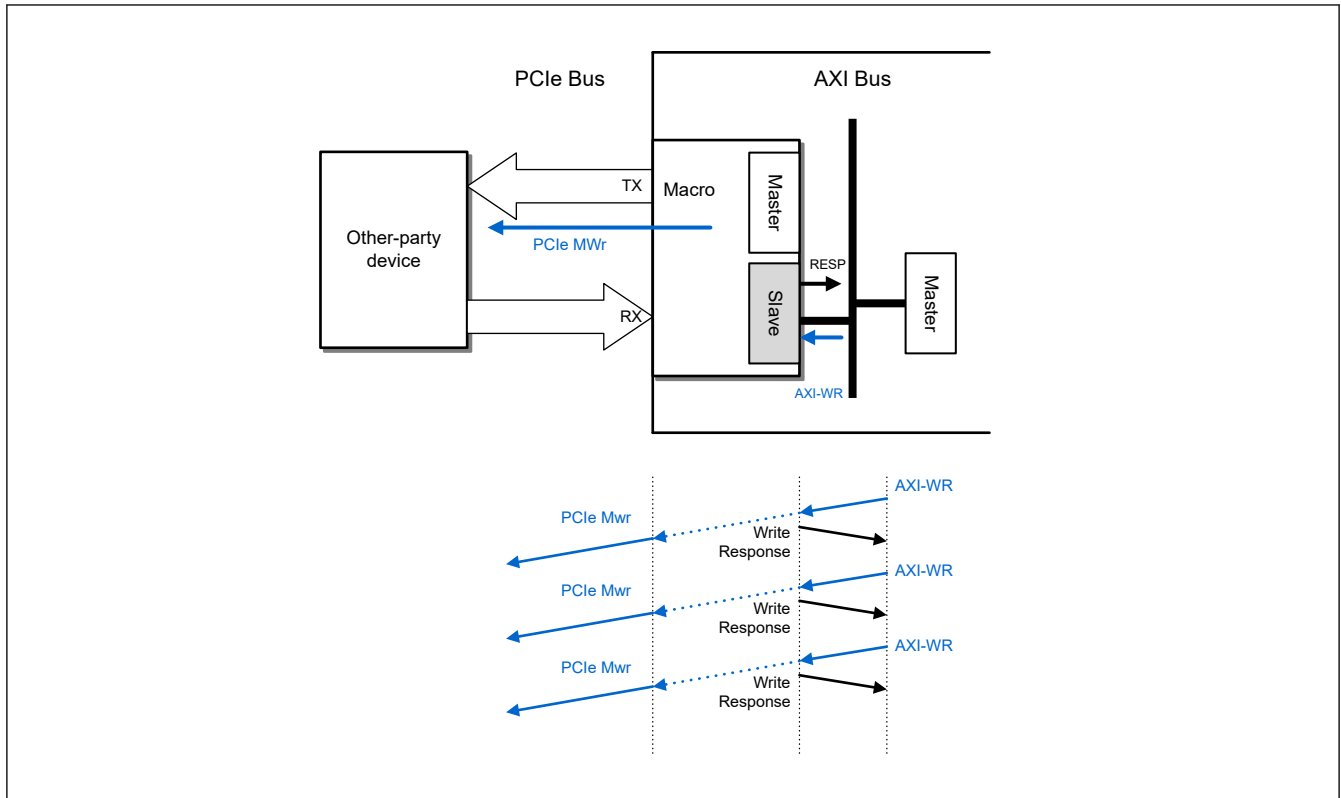 PCIe Bus
AXI Bus
TX
Macro
Master
PCIe MWr
Other-party
device
RESP
Slave
Master
RX
AXI-WR
AXI-WR
PCIe Mwr
Write
Response
AXI-WR
PCIe Mwr
Write
Response
AXI-WR
PCIe Mwr
Write
Response